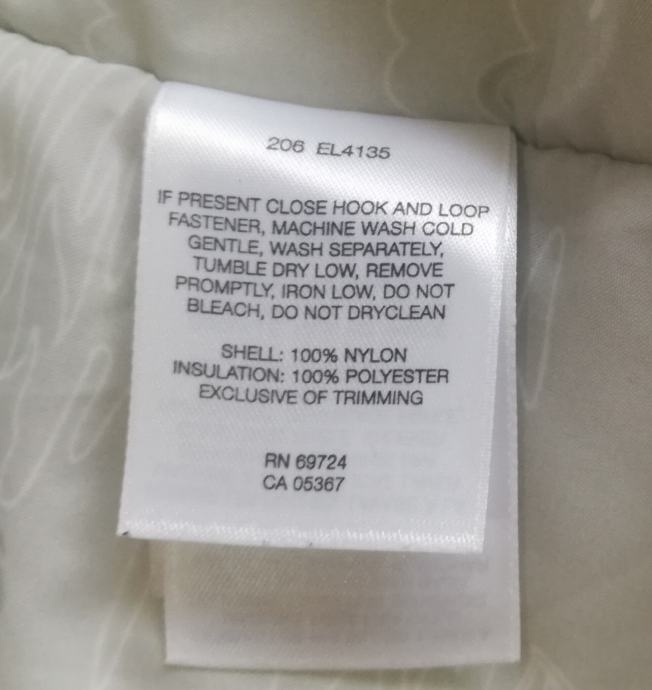 206 EL4135
IF PRESENT CLOSE HOOK AND LOOP
FASTENER, MACHINE WASH COLD
GENTLE, WASH SEPARATELY,
TUMBLE DRY LOW, REMOVE
PROMPTLY, IRON LOW, DO NOT
BLEACH, DO NOT DRYCLEAN
SHELL: 100% NYLON
INSULATION: 100% POLYESTER
EXCLUSIVE OF TRIMMING
RN 69724
CA 05367